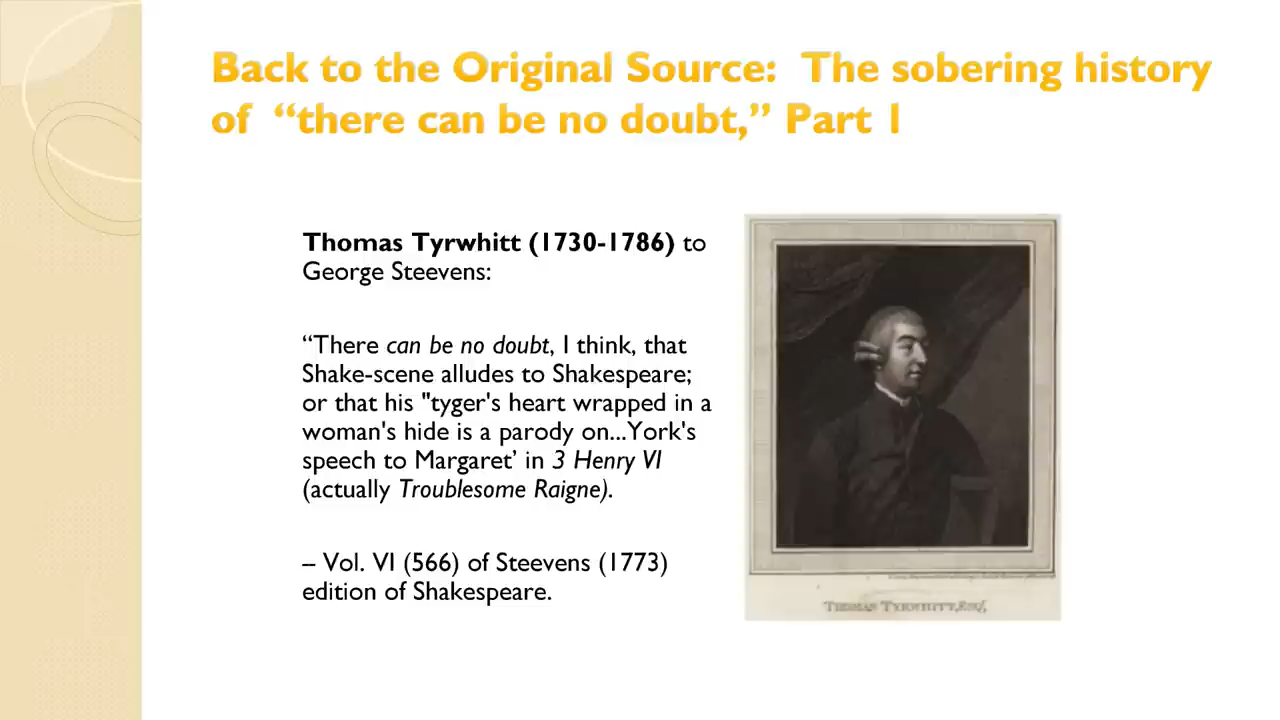 Back to the Original Source:  The sobering history
of  “there can be no doubt,” Part 1
Thomas Tyrwhitt (1730-1786) to
George Steevens:
“There can be no doubt, I think, that
Shake-scene alludes to Shakespeare;
or that his "tyger's heart wrapped in a
woman's hide is a parody on...York's
speech to Margaret’ in 3 Henry VI
(actually Troublesome Raigne).
– Vol. VI (566) of Steevens (1773)
edition of Shakespeare.
THOMAS TYRWHITT, ESQ.